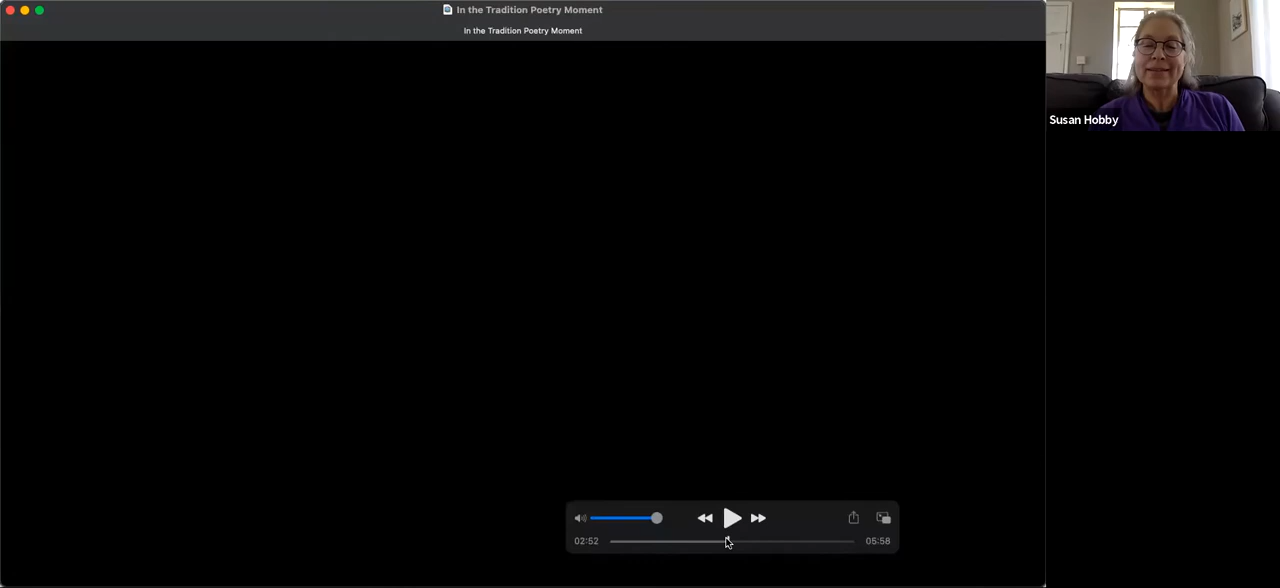 In the Tradition Poetry Moment
In the Tradition Poetry Moment
Susan Hobby
02:52
05:58